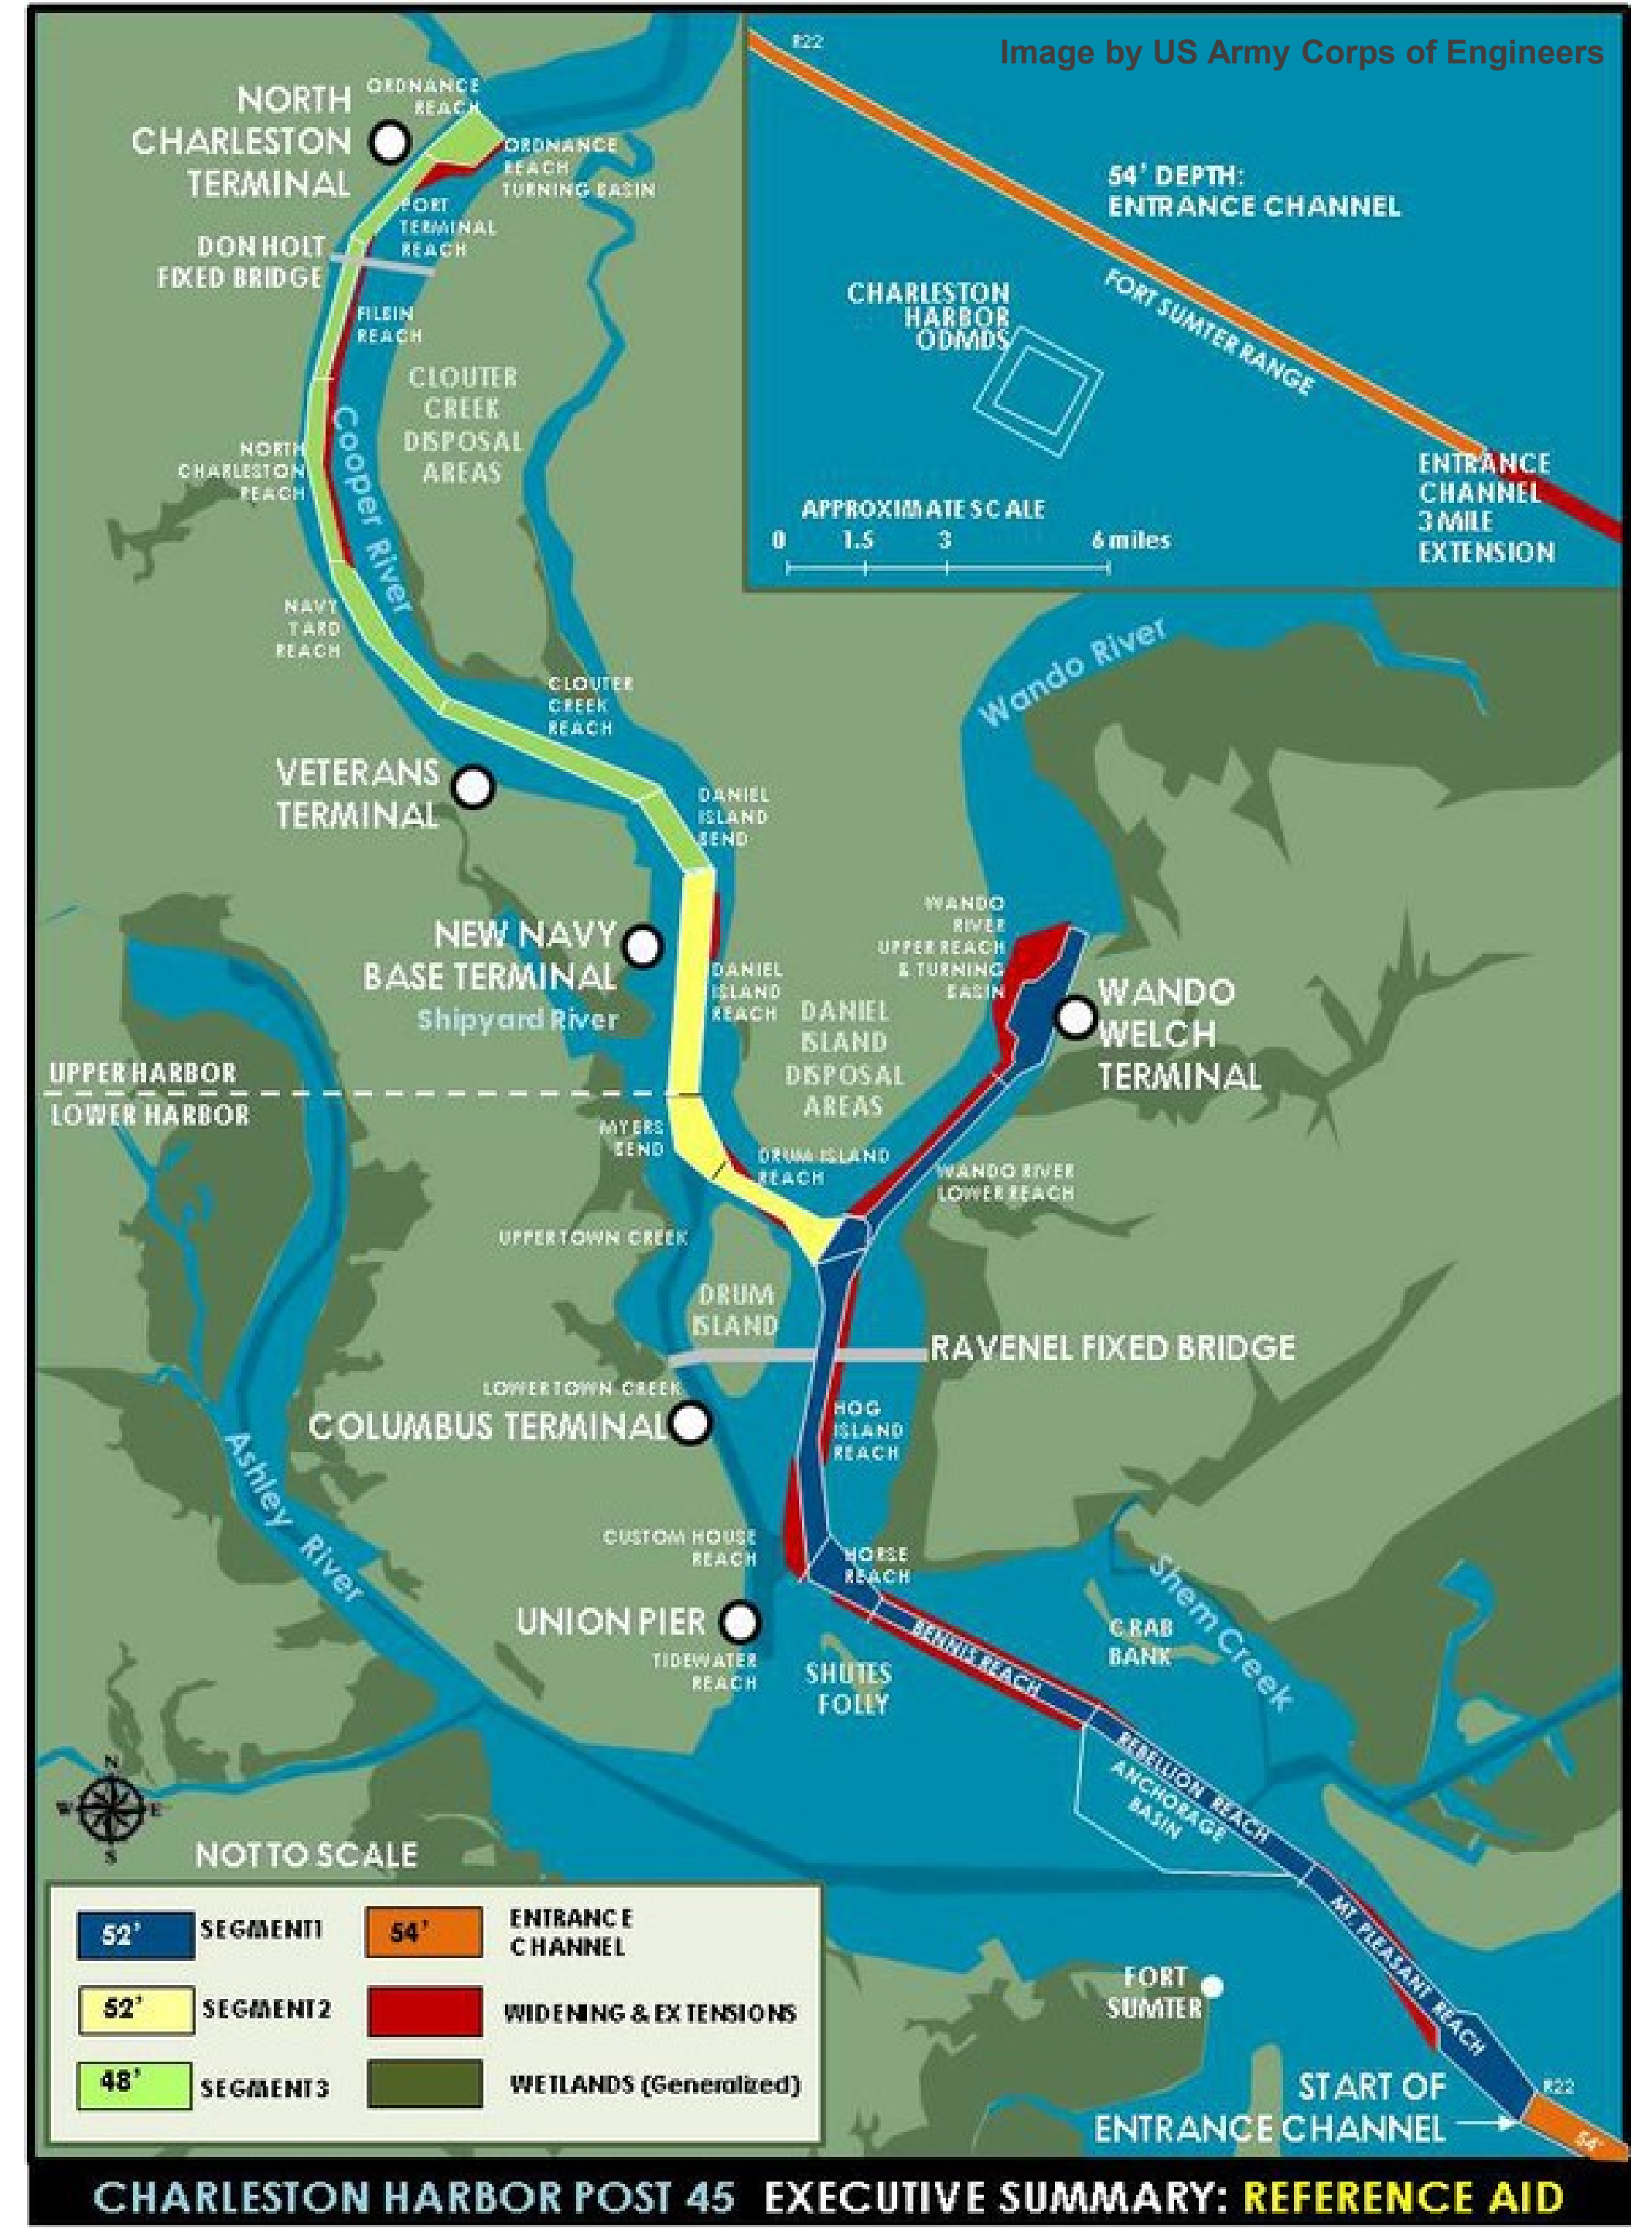 Image by US Army Corps of Engineers
R22
54' DEPTH:
ENTRANCE CHANNEL
FORT SUMTER RANGE
CHARLESTON
HARBOR
ODMDS
APPROXIMATE SCALE
0 1.5 3 6 miles
ENTRANCE
CHANNEL
3 MILE
EXTENSION
ORDNANCE
REACH
NORTH
CHARLESTON
TERMINAL
ORDNANCE
REACH
TURNING BASIN
PORT
TERMINAL
REACH
DON HOLT
FIXED BRIDGE
FILBIN
REACH
CLOUTER
CREEK
DISPOSAL
AREAS
Cooper River
NORTH
CHARLESTON
REACH
NAVY
YARD
REACH
CLOUTER
CREEK
REACH
Wando River
VETERANS
TERMINAL
DANIEL
ISLAND
BEND
NEW NAVY
BASE TERMINAL
Shipyard River
DANIEL
ISLAND
REACH
WANDO
RIVER
UPPER REACH
& TURNING
BASIN
DANIEL
ISLAND
DISPOSAL
AREAS
WANDO
WELCH
TERMINAL
UPPER HARBOR
LOWER HARBOR
MYERS
BEND
DRUM ISLAND
REACH
WANDO RIVER
LOWER REACH
UPPER TOWN CREEK
DRUM
ISLAND
RAVENEL FIXED BRIDGE
LOWER TOWN CREEK
COLUMBUS TERMINAL
HOG
ISLAND
REACH
Ashley River
CUSTOM HOUSE
REACH
HORSE
REACH
UNION PIER
TIDEWATER
REACH
SHUTES
FOLLY
BENNIS REACH
CRAB
BANK
Shem Creek
REBELLION REACH
ANCHORAGE
BASIN
MT. PLEASANT REACH
FORT
SUMTER
START OF
ENTRANCE CHANNEL
R22
54'
N
W E
S
NOT TO SCALE
52' SEGMENT1
54' ENTRANCE
CHANNEL
52' SEGMENT2
WIDENING & EXTENSIONS
48' SEGMENT3
WETLANDS (Generalized)
CHARLESTON HARBOR POST 45 EXECUTIVE SUMMARY: REFERENCE AID